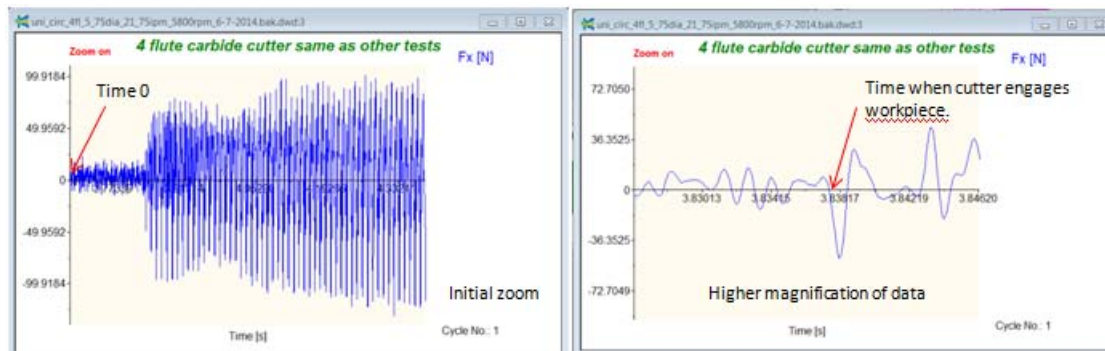 uni_circ_4fl_5_75dia_21_75ipm_5800rpm_6-7-2014.bak.dwd:3
Zoom on
4 flute carbide cutter same as other tests
Fx [N]
99.9184
Time 0
49.9592
0
-49.9592
-99.9184
Initial zoom
Time [s]
Cycle No.: 1
uni_circ_4fl_5_75dia_21_75ipm_5800rpm_6-7-2014.bak.dwd:3
Zoom on
4 flute carbide cutter same as other tests
Fx [N]
72.7050
Time when cutter engages
workpiece.
36.3525
0
3.83013 3.83415 3.83817 3.84219 3.84620
-36.3525
-72.7049
Higher magnification of data
Time [s]
Cycle No.: 1